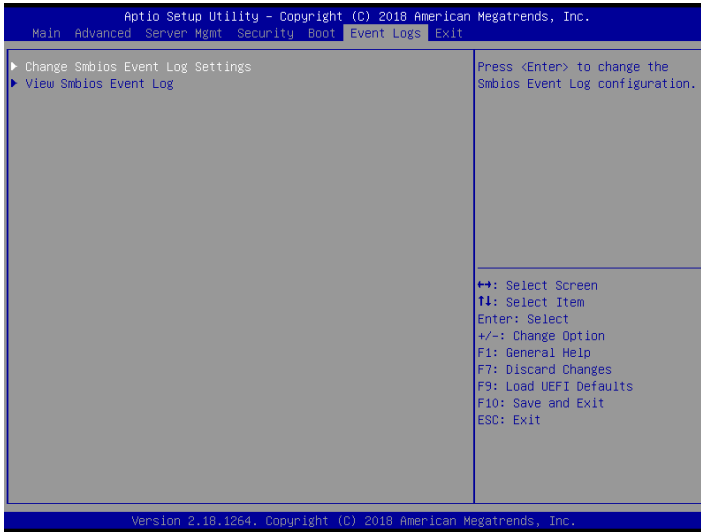 Aptio Setup Utility – Copyright (C) 2018 American Megatrends, Inc.
Main Advanced Server Mgmt Security Boot Event Logs Exit
▶ Change Smbios Event Log Settings
▶ View Smbios Event Log
Press <Enter> to change the
Smbios Event Log configuration.
↔: Select Screen
↑↓: Select Item
Enter: Select
+/-: Change Option
F1: General Help
F7: Discard Changes
F9: Load UEFI Defaults
F10: Save and Exit
ESC: Exit
Version 2.18.1264. Copyright (C) 2018 American Megatrends, Inc.